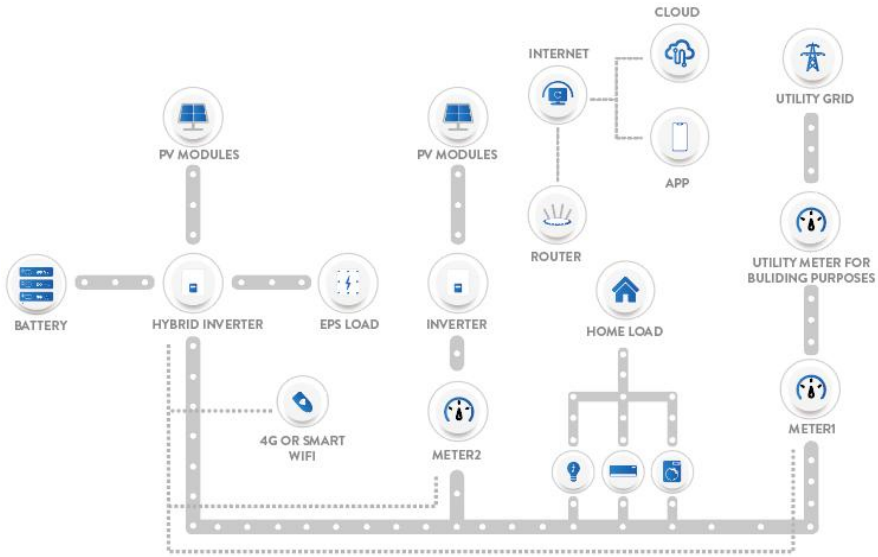 CLOUD
INTERNET
UTILITY GRID
PV MODULES
PV MODULES
APP
ROUTER
UTILITY METER FOR
BULIDING PURPOSES
BATTERY
HYBRID INVERTER
EPS LOAD
INVERTER
HOME LOAD
4G OR SMART
WIFI
METER2
METER1